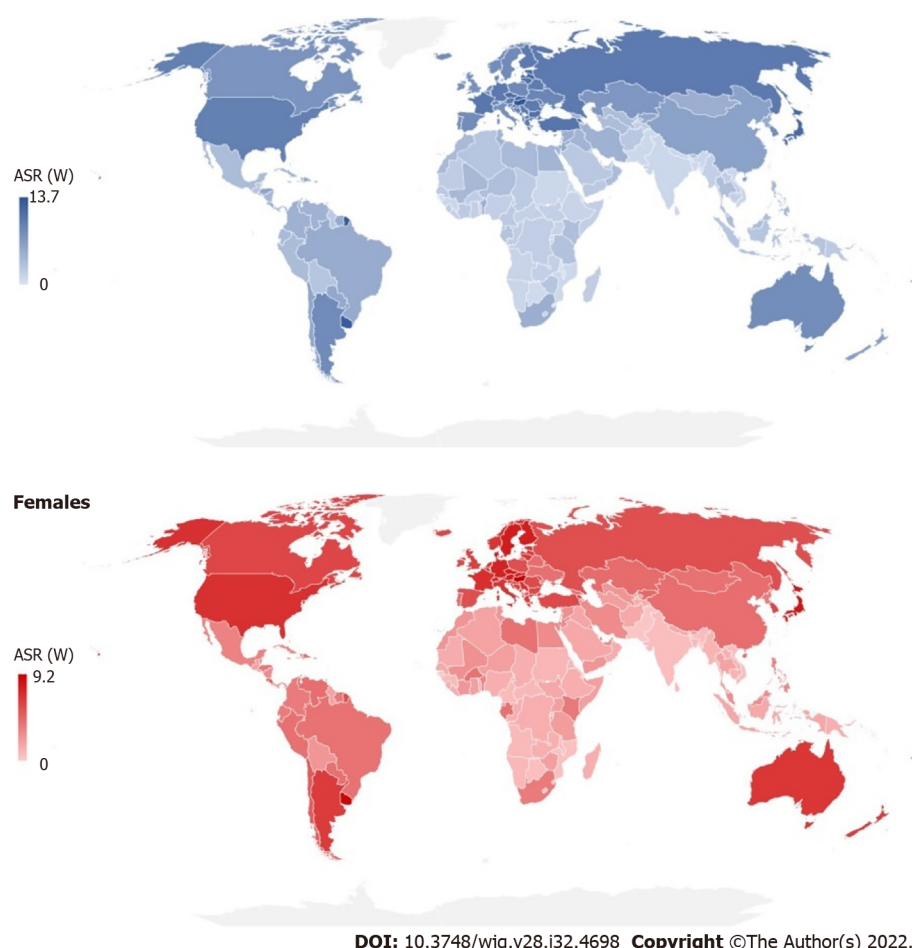 ASR (W)
13.7
0
Females
ASR (W)
9.2
0
DOI: 10.3748/wjg.v28.i32.4698 Copyright ©The Author(s) 2022.